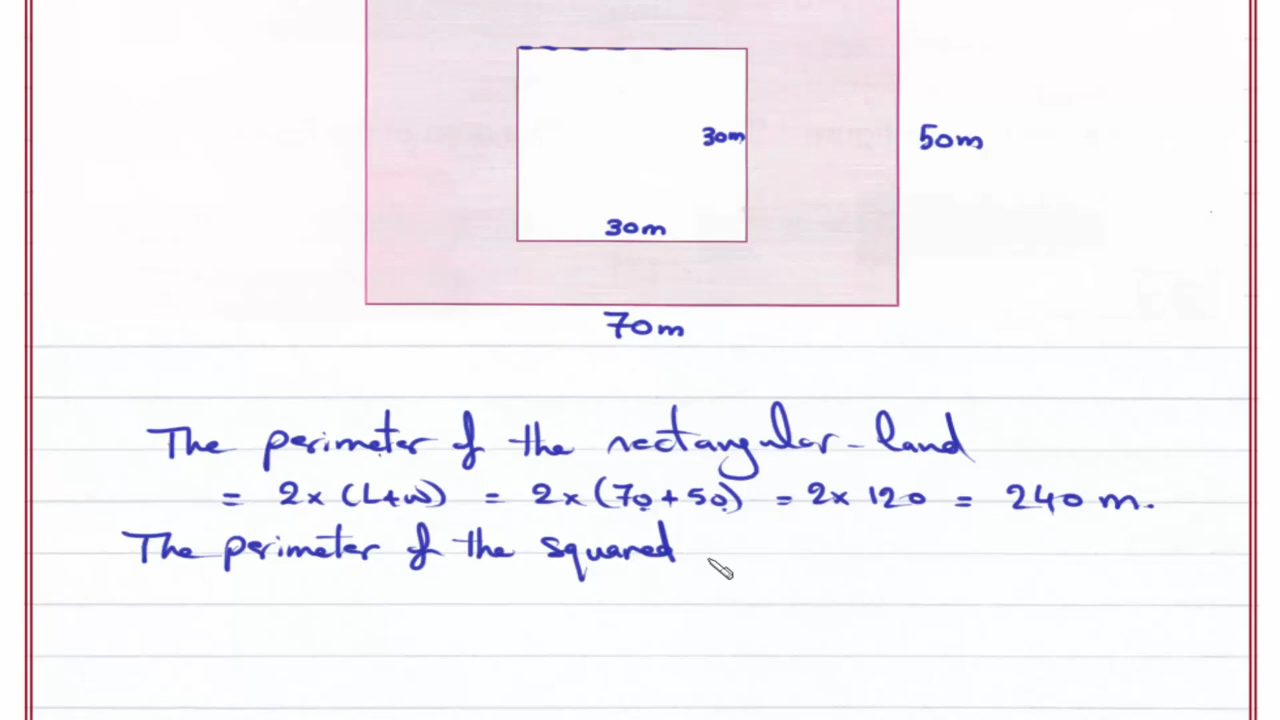 30m
50m
30m
70m
The perimeter of the rectangular-land
= 2× (L+W) = 2×(70+50) = 2× 120 = 240 m.
The perimeter of the squared